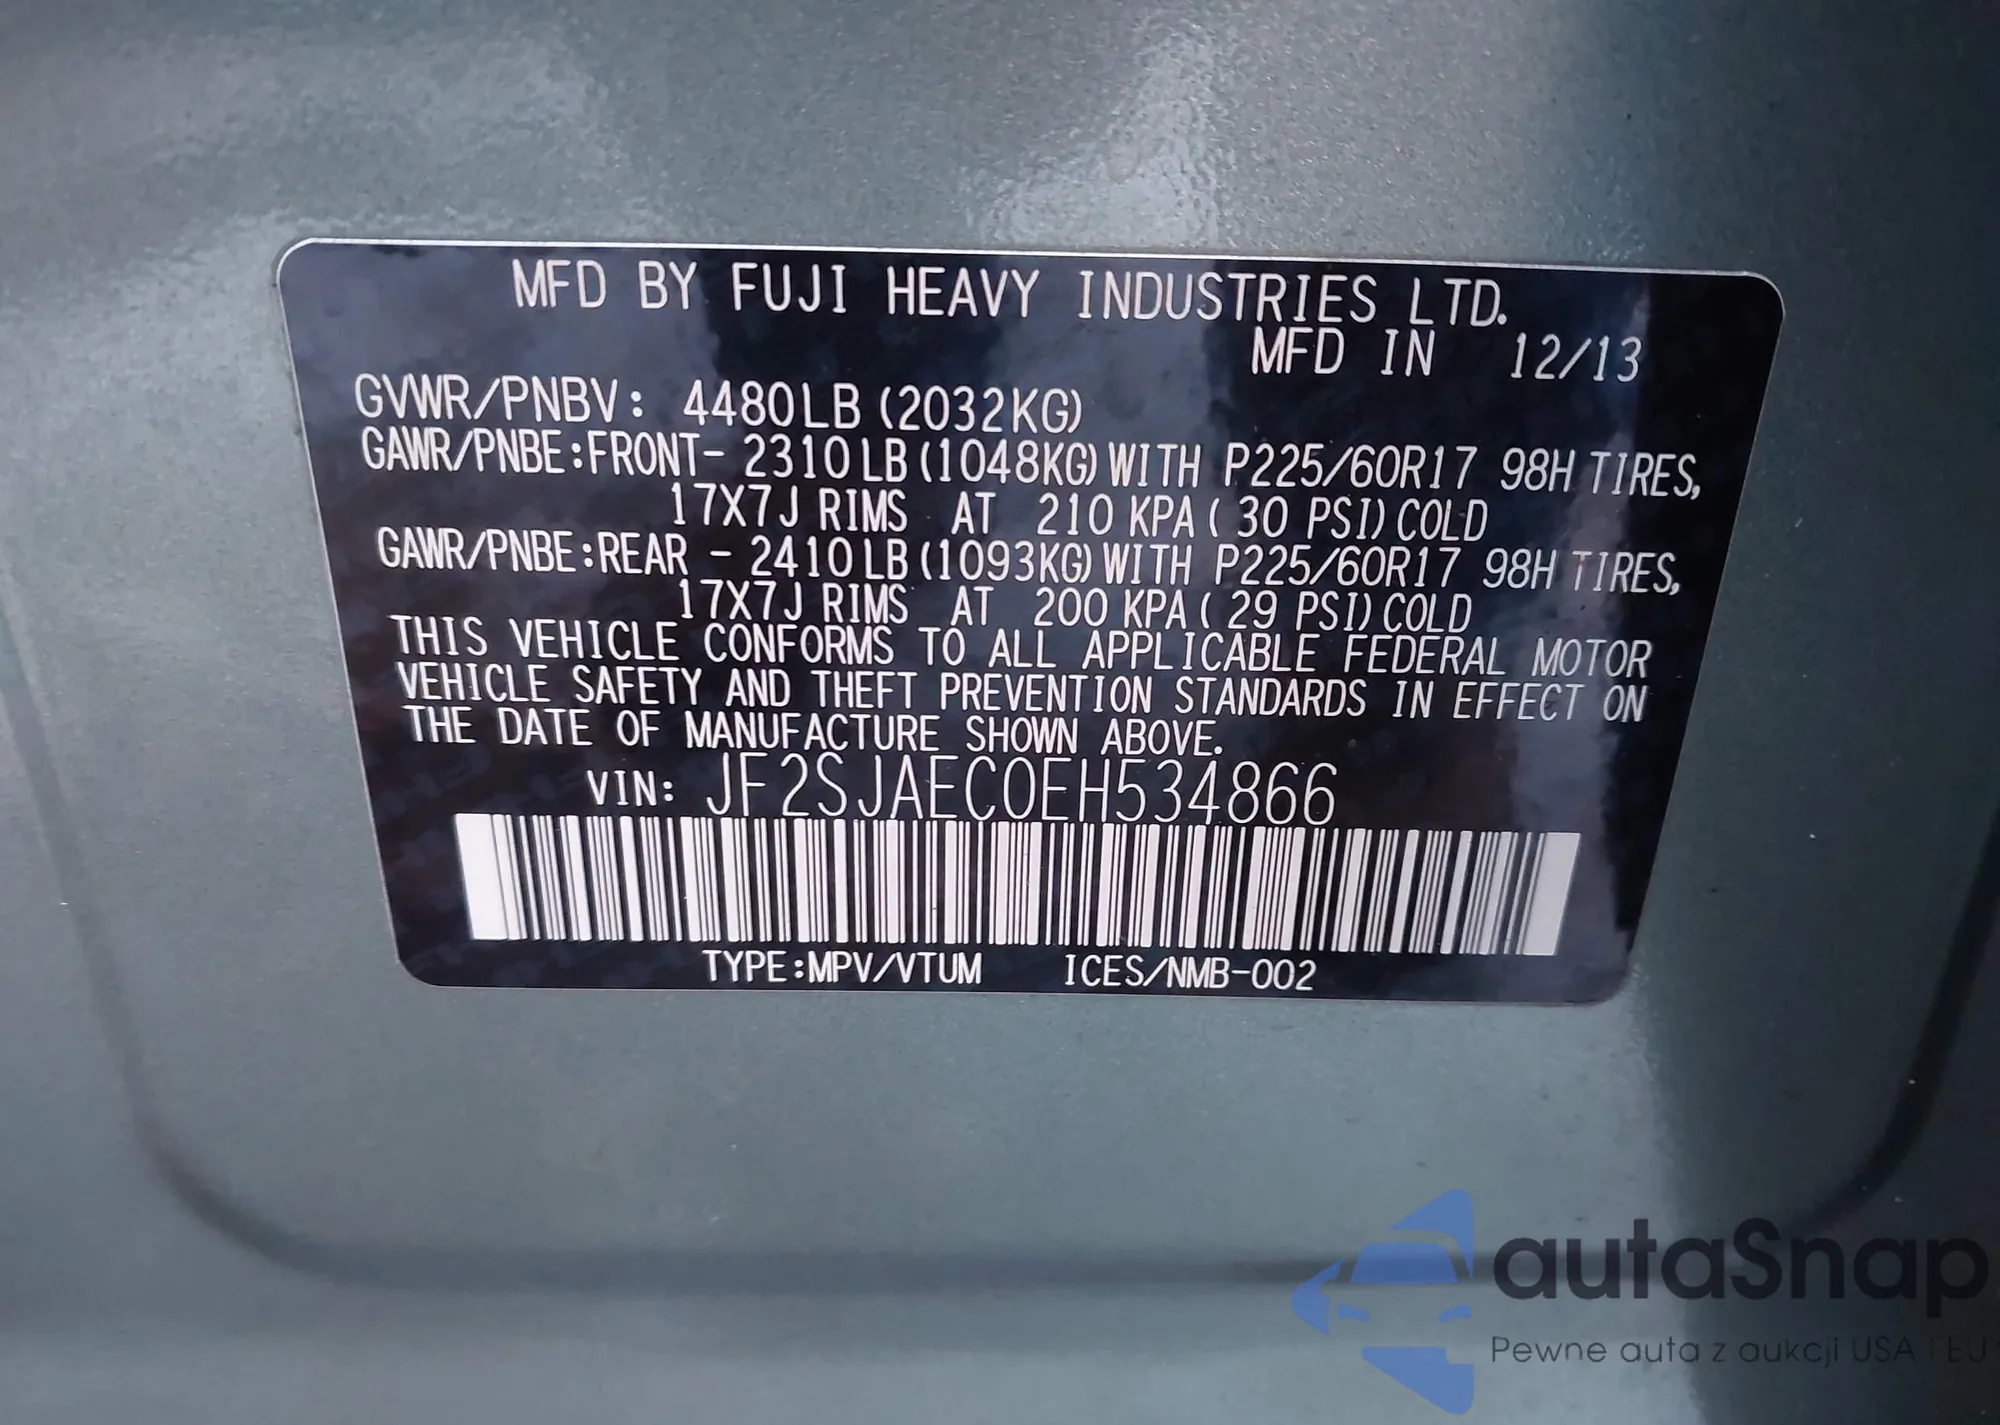 MFD BY FUJI HEAVY INDUSTRIES LTD.
MFD IN 12/13
GVWR/PNBV: 4480LB (2032KG)
GAWR/PNBE:FRONT- 2310LB (1048KG) WITH P225/60R17 98H TIRES,
17X7J RIMS AT 210 KPA ( 30 PSI) COLD
GAWR/PNBE:REAR - 2410LB (1093KG) WITH P225/60R17 98H TIRES,
17X7J RIMS AT 200 KPA ( 29 PSI) COLD
THIS VEHICLE CONFORMS TO ALL APPLICABLE FEDERAL MOTOR
VEHICLE SAFETY AND THEFT PREVENTION STANDARDS IN EFFECT ON
THE DATE OF MANUFACTURE SHOWN ABOVE.
VIN: JF2SJAEC0EH534866
TYPE:MPV/VTUM ICES/NMB-002
autaSnap
Pewne auta z aukcji USA i EU